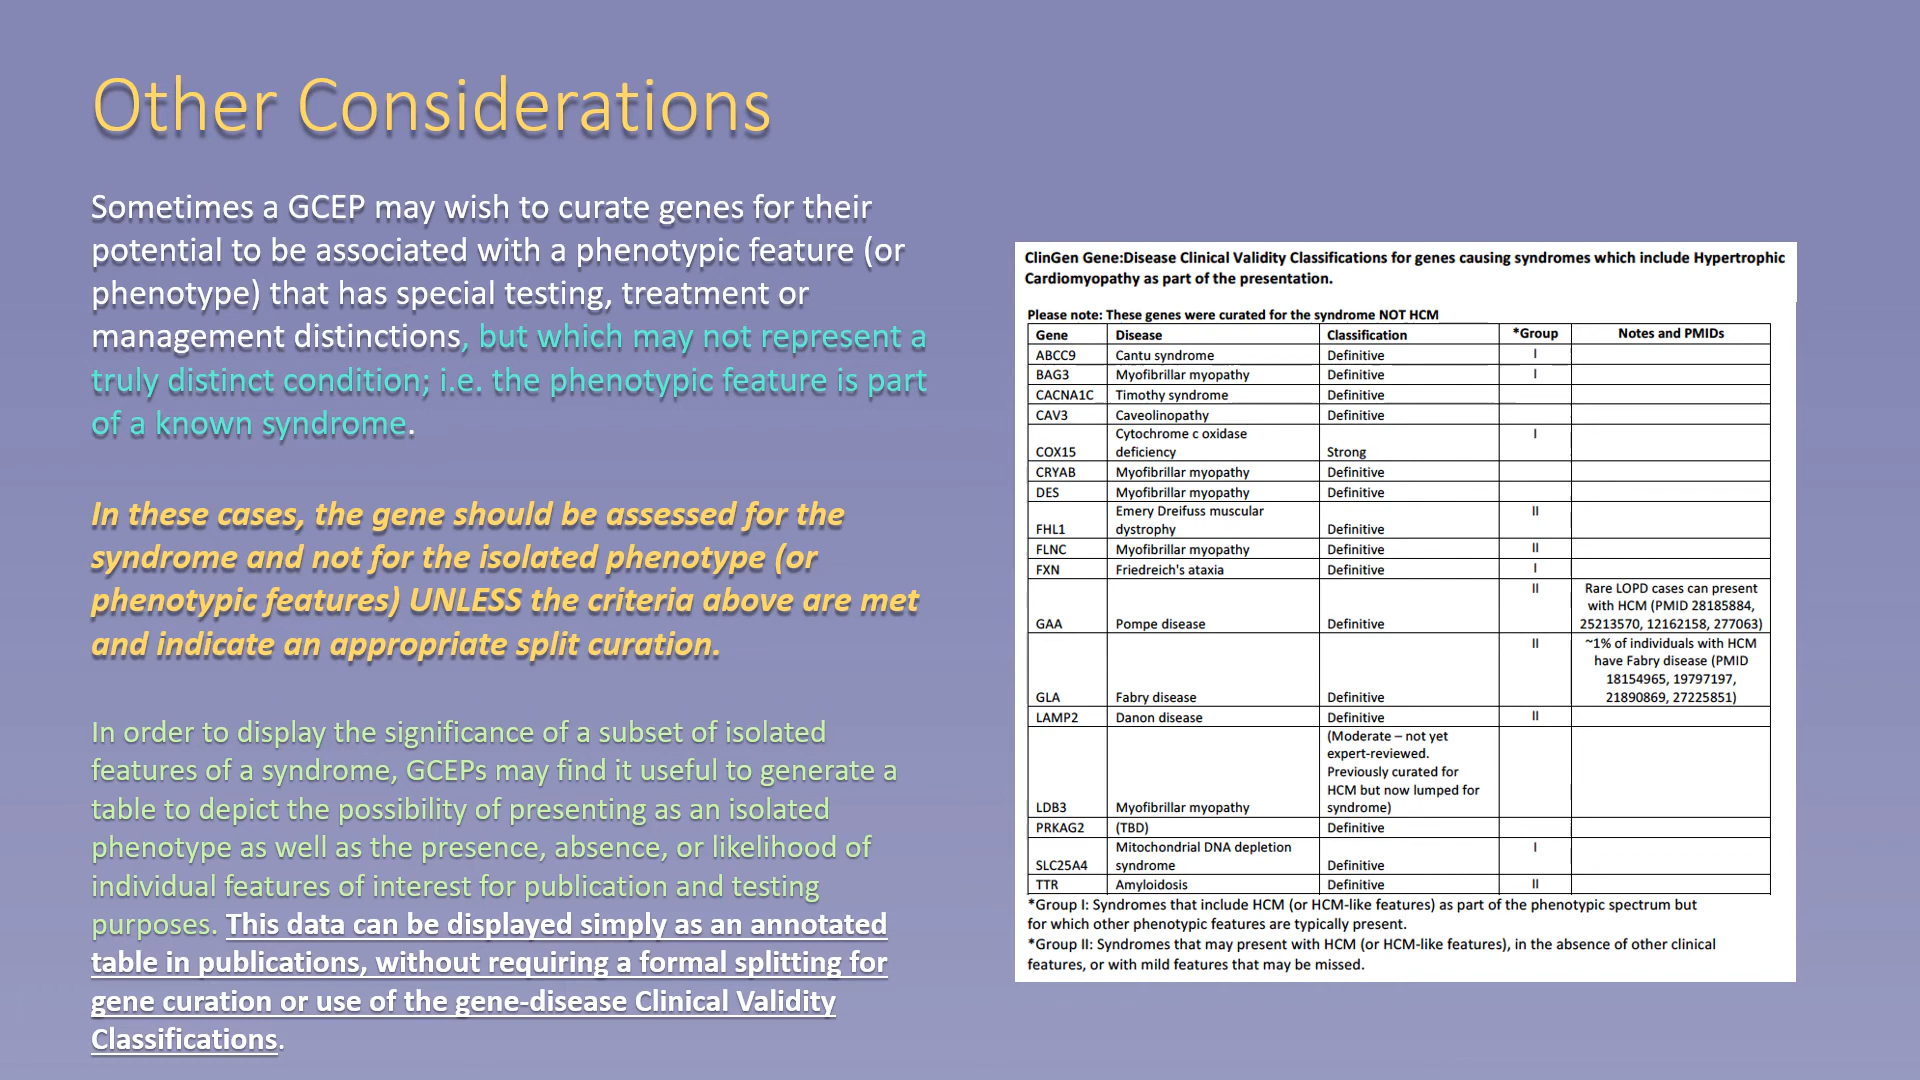 Other Considerations
Sometimes a GCEP may wish to curate genes for their
potential to be associated with a phenotypic feature (or
phenotype) that has special testing, treatment or
management distinctions, but which may not represent a
truly distinct condition; i.e. the phenotypic feature is part
of a known syndrome.
In these cases, the gene should be assessed for the
syndrome and not for the isolated phenotype (or
phenotypic features) UNLESS the criteria above are met
and indicate an appropriate split curation.
In order to display the significance of a subset of isolated
features of a syndrome, GCEPs may find it useful to generate a
table to depict the possibility of presenting as an isolated
phenotype as well as the presence, absence, or likelihood of
individual features of interest for publication and testing
purposes. This data can be displayed simply as an annotated
table in publications, without requiring a formal splitting for
gene curation or use of the gene-disease Clinical Validity
Classifications.
ClinGen Gene:Disease Clinical Validity Classifications for genes causing syndromes which include Hypertrophic
Cardiomyopathy as part of the presentation.
Please note: These genes were curated for the syndrome NOT HCM
Gene Disease Classification *Group Notes and PMIDs
ABCC9 Cantu syndrome Definitive I
BAG3 Myofibrillar myopathy Definitive I
CACNA1C Timothy syndrome Definitive
CAV3 Caveolinopathy Definitive
Cytochrome c oxidase I
COX15 deficiency Strong
CRYAB Myofibrillar myopathy Definitive
DES Myofibrillar myopathy Definitive
Emery Dreifuss muscular II
FHL1 dystrophy Definitive
FLNC Myofibrillar myopathy Definitive II
FXN Friedreich's ataxia Definitive I
II Rare LOPD cases can present
with HCM (PMID 28185884,
GAA Pompe disease Definitive 25213570, 12162158, 277063)
II ~1% of individuals with HCM
have Fabry disease (PMID
18154965, 19797197,
GLA Fabry disease Definitive 21890869, 27225851)
LAMP2 Danon disease Definitive II
(Moderate – not yet
expert-reviewed.
Previously curated for
HCM but now lumped for
LDB3 Myofibrillar myopathy syndrome)
PRKAG2 (TBD) Definitive
Mitochondrial DNA depletion I
SLC25A4 syndrome Definitive
TTR Amyloidosis Definitive II
*Group I: Syndromes that include HCM (or HCM-like features) as part of the phenotypic spectrum but
for which other phenotypic features are typically present.
*Group II: Syndromes that may present with HCM (or HCM-like features), in the absence of other clinical
features, or with mild features that may be missed.